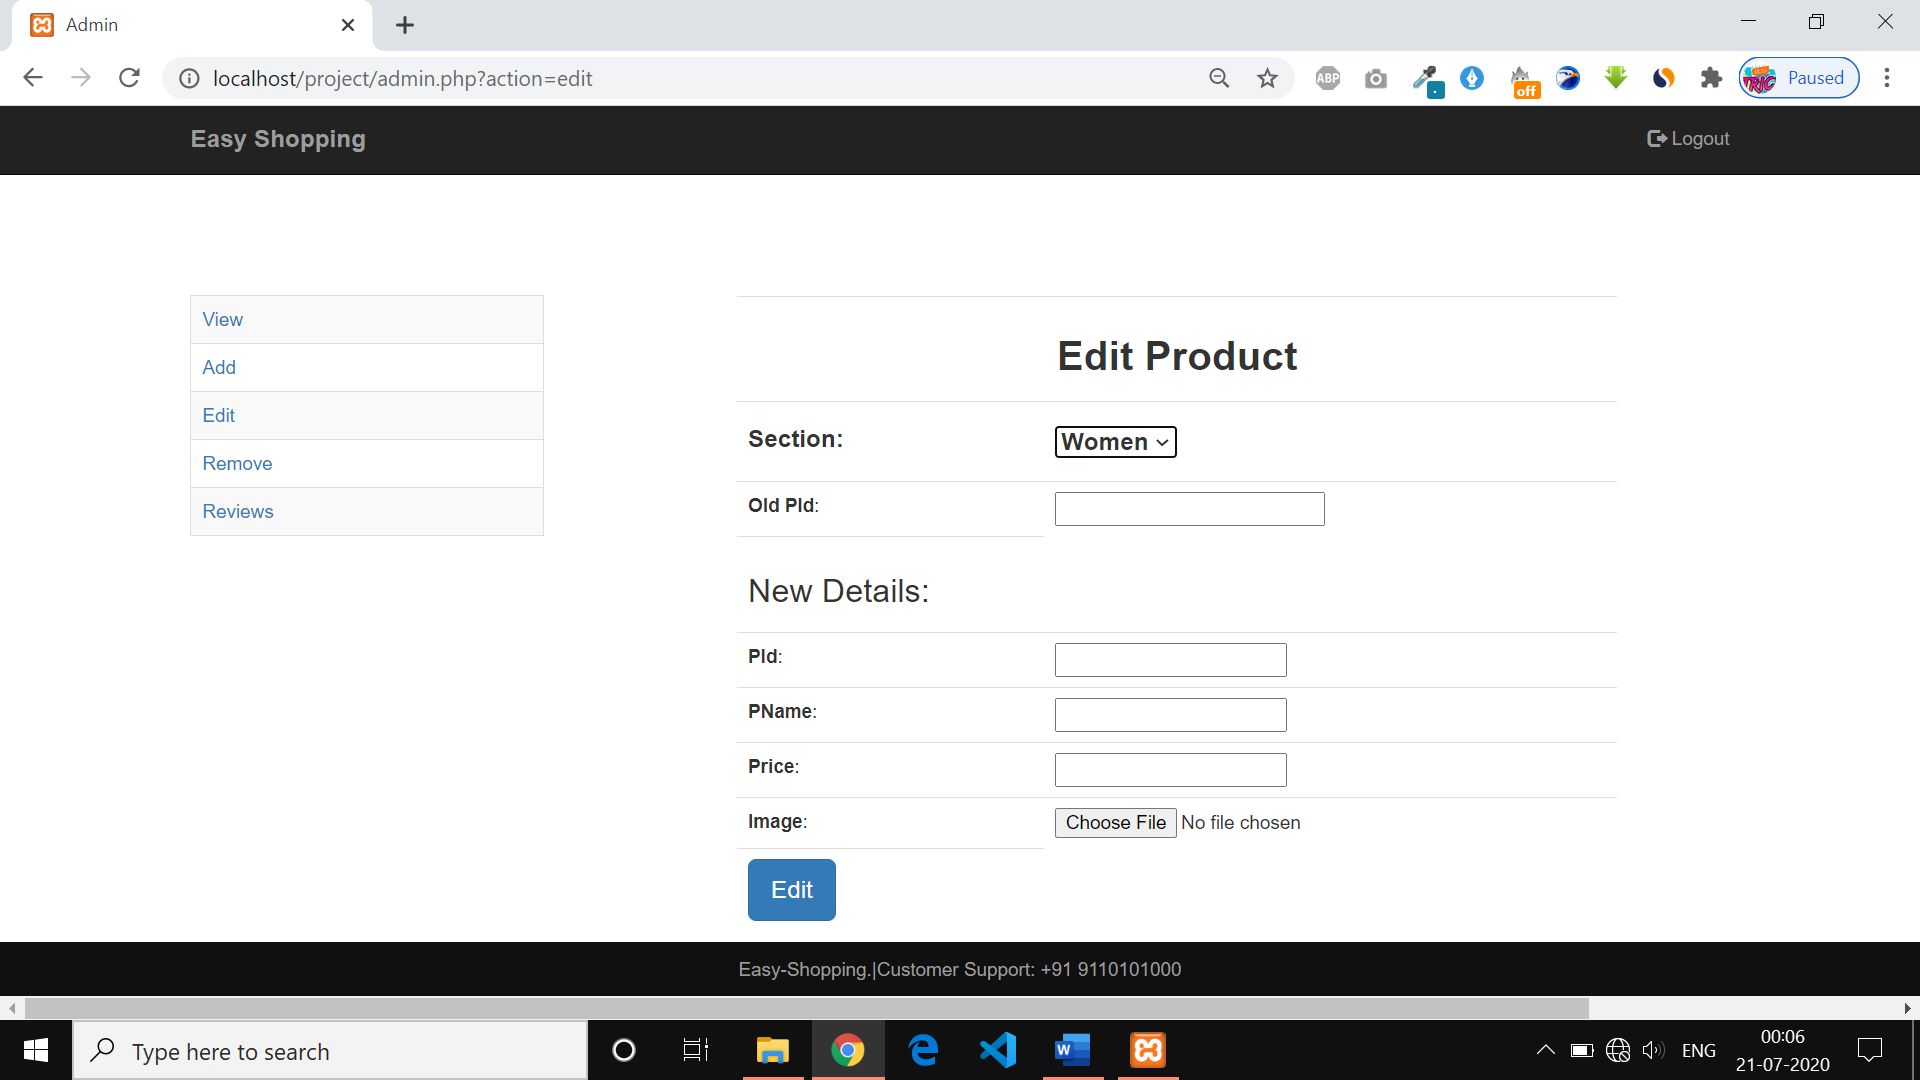 Admin
localhost/project/admin.php?action=edit
ABP
off
Paused
Easy Shopping
Logout
View
Add
Edit
Remove
Reviews
Edit Product
Section:
Women
Old PId:
New Details:
PId:
PName:
Price:
Image:
Choose File No file chosen
Edit
Easy-Shopping.|Customer Support: +91 9110101000
Type here to search
W
ENG
00:06
21-07-2020